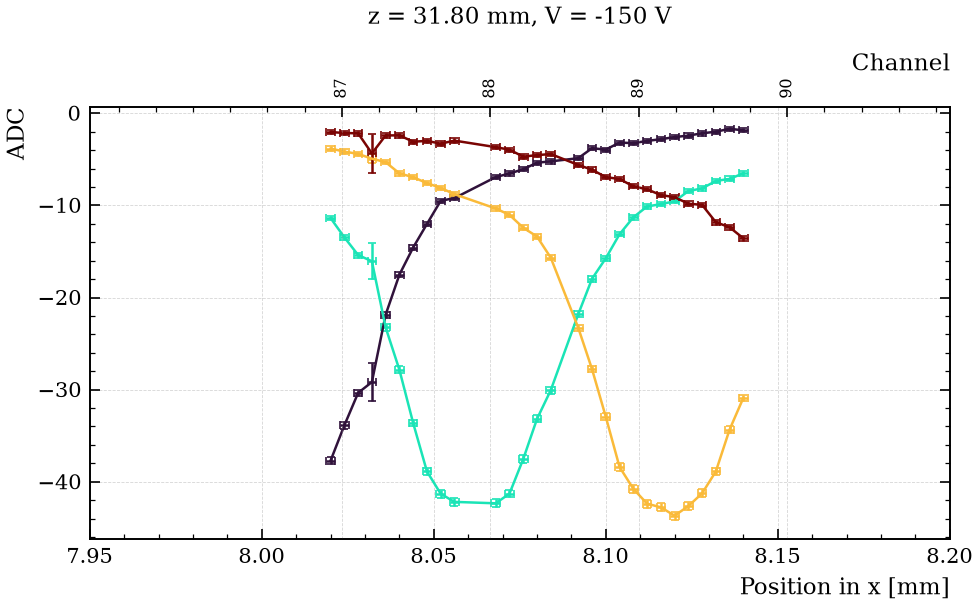 z = 31.80 mm, V = -150 V
Channel
87 88 89 90
ADC
0
−10
−20
−30
−40
7.95 8.00 8.05 8.10 8.15 8.20
Position in x [mm]